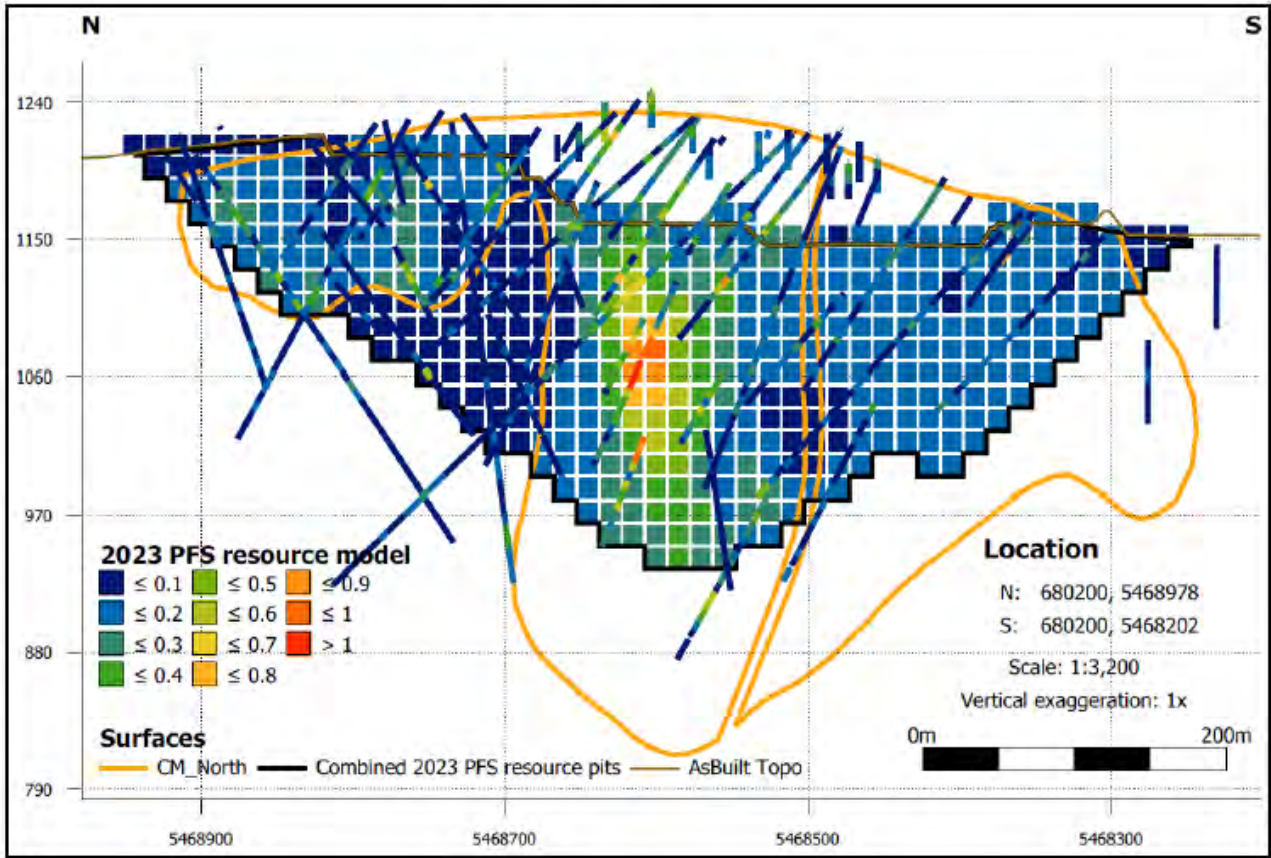 N S
1240
1150
1060
970
880
790
2023 PFS resource model
≤ 0.1 ≤ 0.5 ≤ 0.9
≤ 0.2 ≤ 0.6 ≤ 1
≤ 0.3 ≤ 0.7 > 1
≤ 0.4 ≤ 0.8
Location
N: 680200, 5468978
S: 680200, 5468202
Scale: 1:3,200
Vertical exaggeration: 1x
0m 200m
Surfaces
CM_North Combined 2023 PFS resource pits AsBuilt Topo
5468900 5468700 5468500 5468300